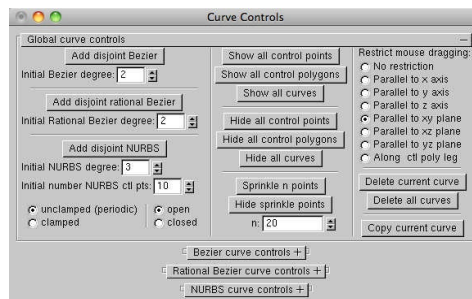 Curve Controls
Global curve controls
Add disjoint Bezier
Initial Bezier degree: 2
Add disjoint rational Bezier
Initial Rational Bezier degree: 2
Add disjoint NURBS
Initial NURBS degree: 3
Initial number NURBS ctl pts: 10
unclamped (periodic)
clamped
open
closed
Show all control points
Show all control polygons
Show all curves
Hide all control points
Hide all control polygons
Hide all curves
Sprinkle n points
Hide sprinkle points
n: 20
Restrict mouse dragging:
No restriction
Parallel to x axis
Parallel to y axis
Parallel to z axis
Parallel to xy plane
Parallel to xz plane
Parallel to yz plane
Along ctl poly leg
Delete current curve
Delete all curves
Copy current curve
Bezier curve controls +
Rational Bezier curve controls +
NURBS curve controls +